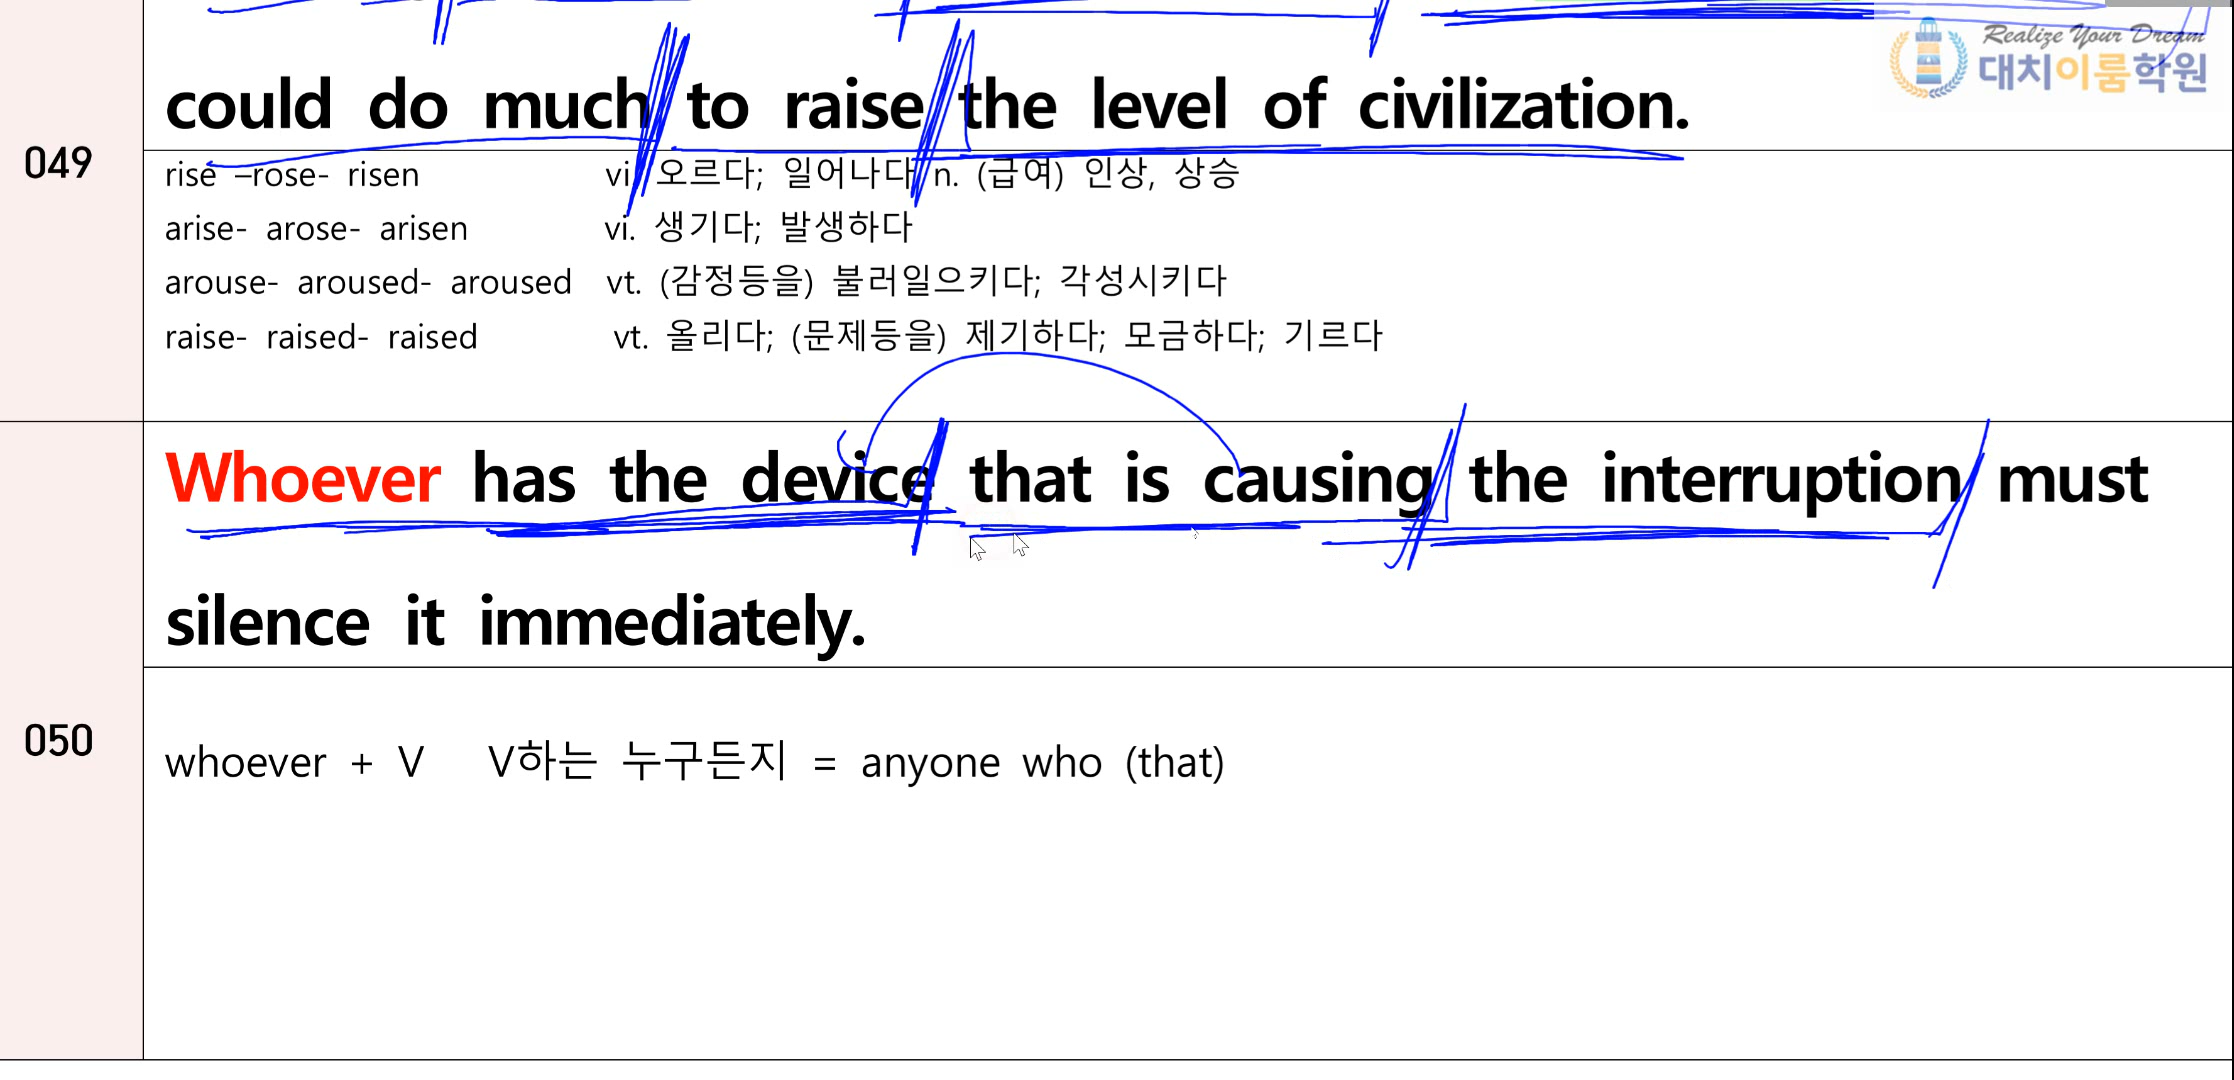 Realize Your Dream
대치이룸학원
could do much to raise the level of civilization.
049
rise –rose- risen vi. 오르다; 일어나다 n. (급여) 인상, 상승
arise- arose- arisen vi. 생기다; 발생하다
arouse- aroused- aroused vt. (감정등을) 불러일으키다; 각성시키다
raise- raised- raised vt. 올리다; (문제등을) 제기하다; 모금하다; 기르다
Whoever has the device that is causing the interruption must
silence it immediately.
050
whoever + V V하는 누구든지 = anyone who (that)